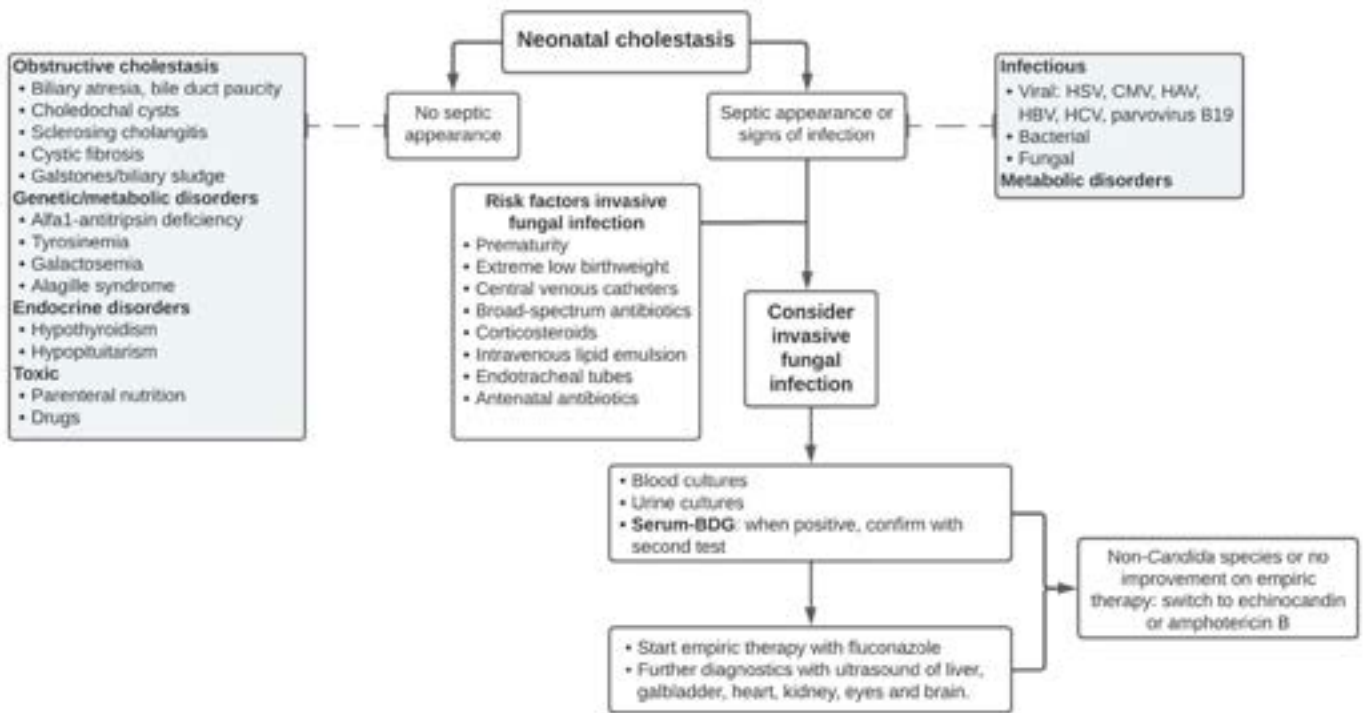 Neonatal cholestasis
Obstructive cholestasis
• Biliary atresia, bile duct paucity
• Choledochal cysts
• Sclerosing cholangitis
• Cystic fibrosis
• Galstones/biliary sludge
Genetic/metabolic disorders
• Alfa1-antitripsin deficiency
• Tyrosinemia
• Galactosemia
• Alagille syndrome
Endocrine disorders
• Hypothyroidism
• Hypopituitarism
Toxic
• Parenteral nutrition
• Drugs
No septic
appearance
Septic appearance or
signs of infection
Infectious
• Viral: HSV, CMV, HAV,
HBV, HCV, parvovirus B19
• Bacterial
• Fungal
Metabolic disorders
Risk factors invasive
fungal infection
• Prematurity
• Extreme low birthweight
• Central venous catheters
• Broad-spectrum antibiotics
• Corticosteroids
• Intravenous lipid emulsion
• Endotracheal tubes
• Antenatal antibiotics
Consider
invasive
fungal
infection
• Blood cultures
• Urine cultures
• Serum-BDG: when positive, confirm with
second test
Non-Candida species or no
improvement on empiric
therapy: switch to echinocandin
or amphotericin B
• Start empiric therapy with fluconazole
• Further diagnostics with ultrasound of liver,
galbladder, heart, kidney, eyes and brain.